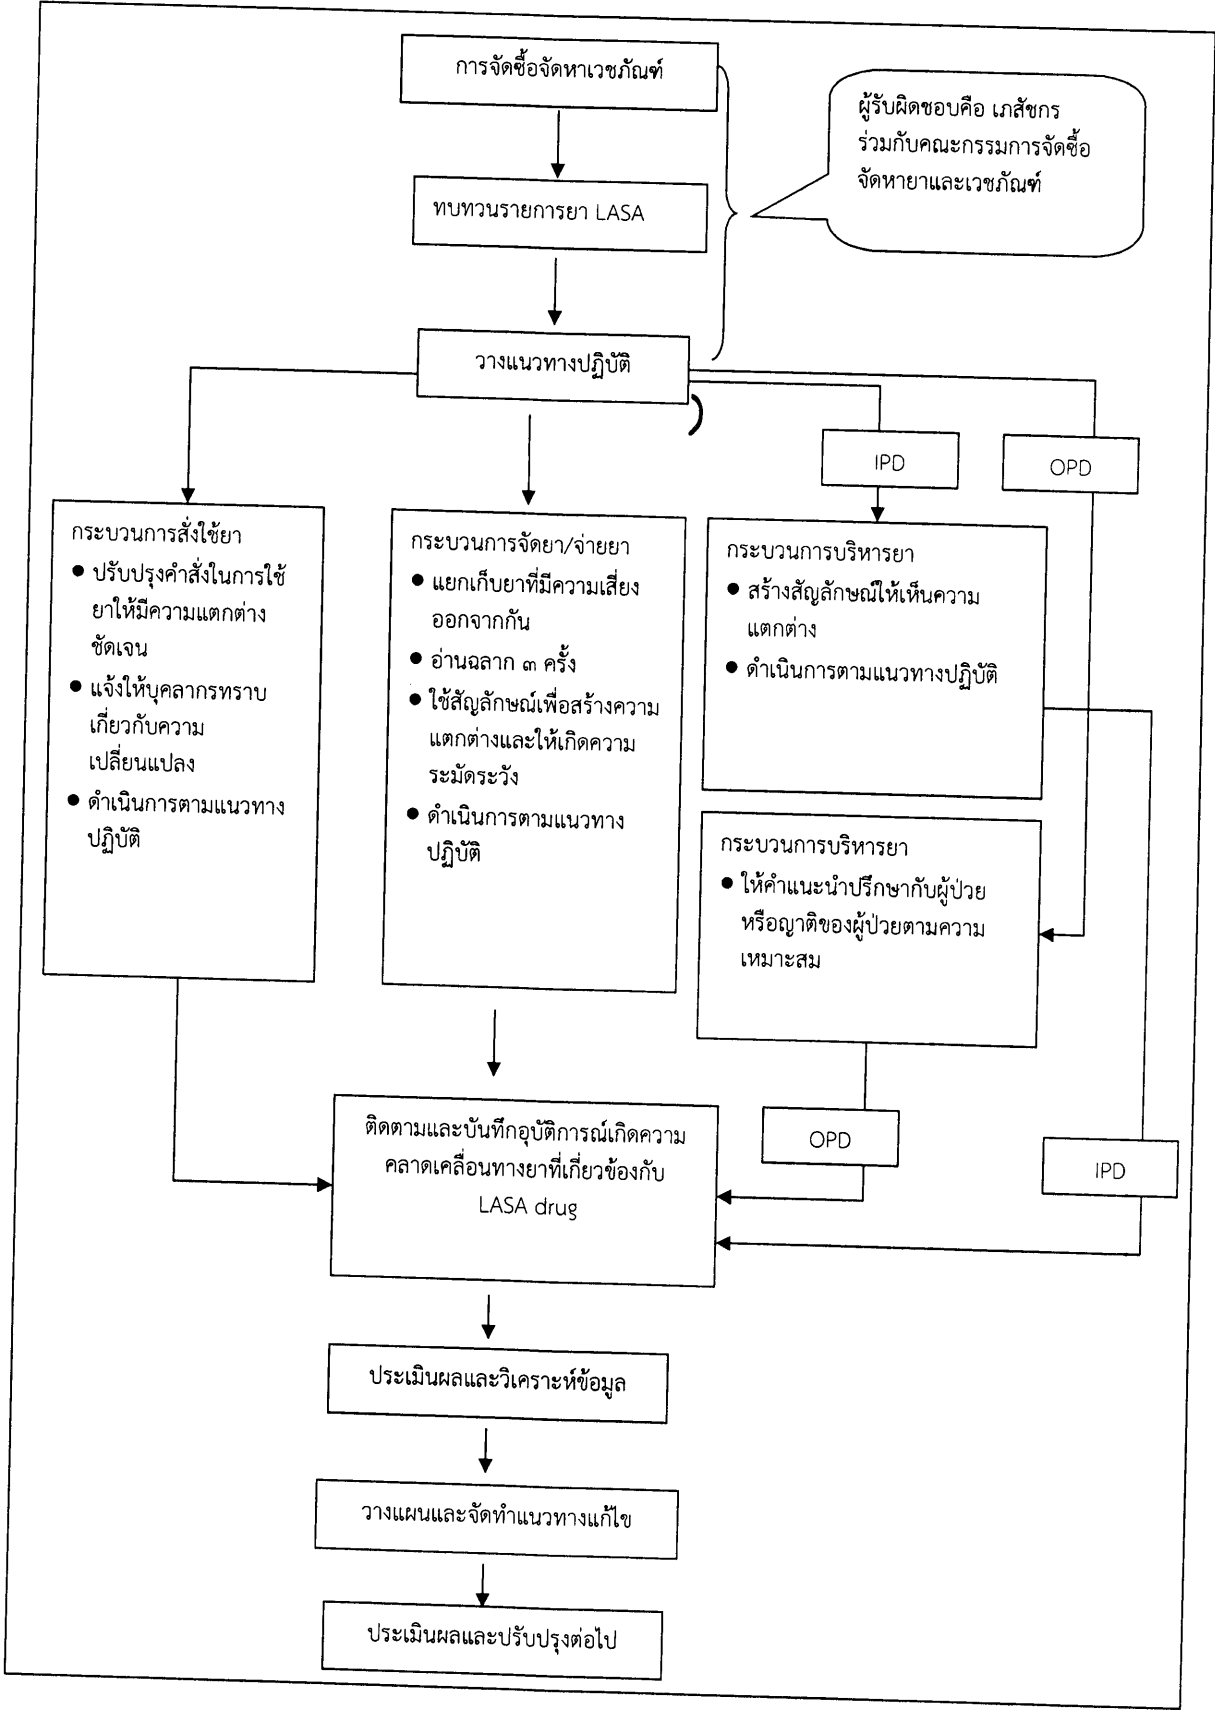 การจัดซื้อจัดหาเวชภัณฑ์
ผู้รับผิดชอบคือ เภสัชกร
ร่วมกับคณะกรรมการจัดซื้อ
จัดหายาและเวชภัณฑ์
ทบทวนรายการยา LASA
วางแนวทางปฏิบัติ
IPD
OPD
กระบวนการสั่งใช้ยา
● ปรับปรุงคำสั่งในการใช้
ยาให้มีความแตกต่าง
ชัดเจน
● แจ้งให้บุคลากรทราบ
เกี่ยวกับความ
เปลี่ยนแปลง
● ดำเนินการตามแนวทาง
ปฏิบัติ
กระบวนการจัดยา/จ่ายยา
● แยกเก็บยาที่มีความเสี่ยง
ออกจากกัน
● อ่านฉลาก ๓ ครั้ง
● ใช้สัญลักษณ์เพื่อสร้างความ
แตกต่างและให้เกิดความ
ระมัดระวัง
● ดำเนินการตามแนวทาง
ปฏิบัติ
กระบวนการบริหารยา
● สร้างสัญลักษณ์ให้เห็นความ
แตกต่าง
● ดำเนินการตามแนวทางปฏิบัติ
กระบวนการบริหารยา
● ให้คำแนะนำปรึกษากับผู้ป่วย
หรือญาติของผู้ป่วยตามความ
เหมาะสม
ติดตามและบันทึกอุบัติการณ์เกิดความ
คลาดเคลื่อนทางยาที่เกี่ยวข้องกับ
LASA drug
OPD
IPD
ประเมินผลและวิเคราะห์ข้อมูล
วางแผนและจัดทำแนวทางแก้ไข
ประเมินผลและปรับปรุงต่อไป